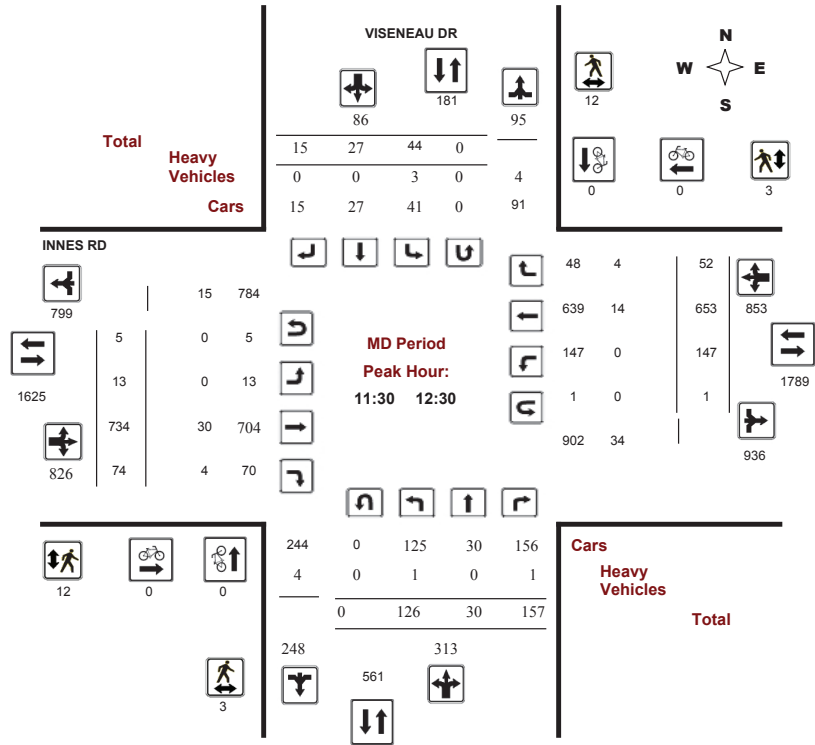 VISENEAU DR
N
W E
S
181
12
86 95
Total 15 27 44 0
Heavy
Vehicles 0 0 3 0 4
Cars 15 27 41 0 91
0 0 3
INNES RD
799 15 784
48 4 52
853
5 0 5
639 14 653
1625
13 0 13
147 0 147
1789
734 30 704
1 0 1
826
74 4 70
902 34
936
MD Period
Peak Hour:
11:30 12:30
244 0 125 30 156 Cars
4 0 1 0 1 Heavy
Vehicles
12 0 0
0 126 30 157 Total
248 313
561
3